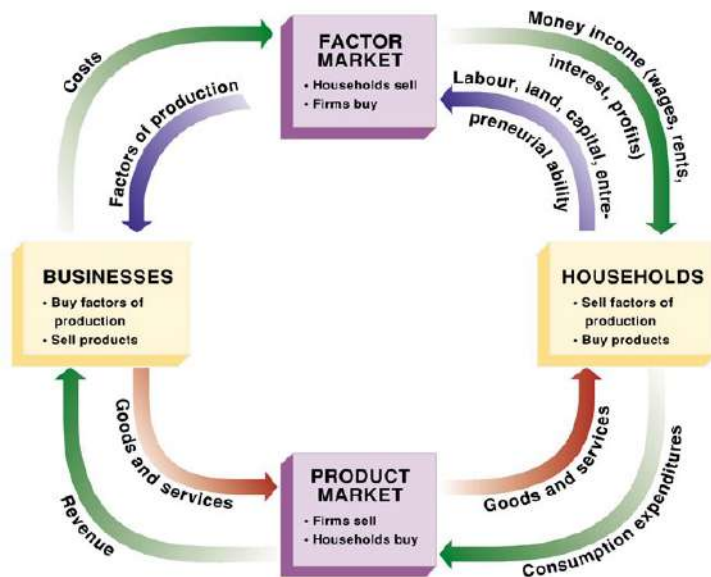 FACTOR
MARKET
• Households sell
• Firms buy
Costs
Factors of production
Money income (wages, rents,
interest, profits)
Labour, land, capital, entre-
preneurial ability
BUSINESSES
• Buy factors of
production
• Sell products
HOUSEHOLDS
• Sell factors of
production
• Buy products
Goods and services
Revenue
PRODUCT
MARKET
• Firms sell
• Households buy
Goods and services
Consumption expenditures